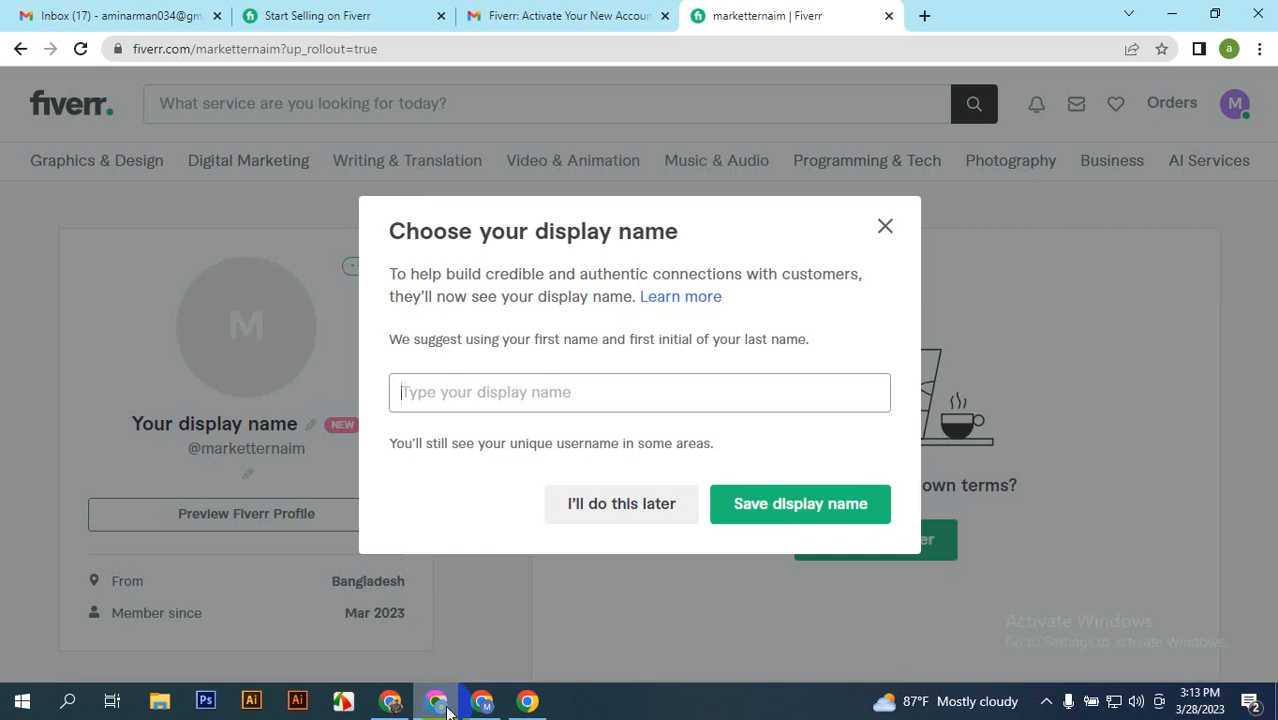 Inbox (17) - aminarman034@gm
Start Selling on Fiverr
Fiverr: Activate Your New Accoun
marketternaim | Fiverr
fiverr.com/marketternaim?up_rollout=true
a
fiverr.
What service are you looking for today?
Orders
M
Graphics & Design
Digital Marketing
Writing & Translation
Video & Animation
Music & Audio
Programming & Tech
Photography
Business
AI Services
Choose your display name
To help build credible and authentic connections with customers,
they'll now see your display name. Learn more
We suggest using your first name and first initial of your last name.
Type your display name
You'll still see your unique username in some areas.
I'll do this later
Save display name
M
Your display name
NEW
@marketternaim
Preview Fiverr Profile
From
Bangladesh
Member since
Mar 2023
own terms?
er
Activate Windows
Go to Settings to activate Windows.
Ps
Ai
Ai
87°F Mostly cloudy
3:13 PM
3/28/2023
2